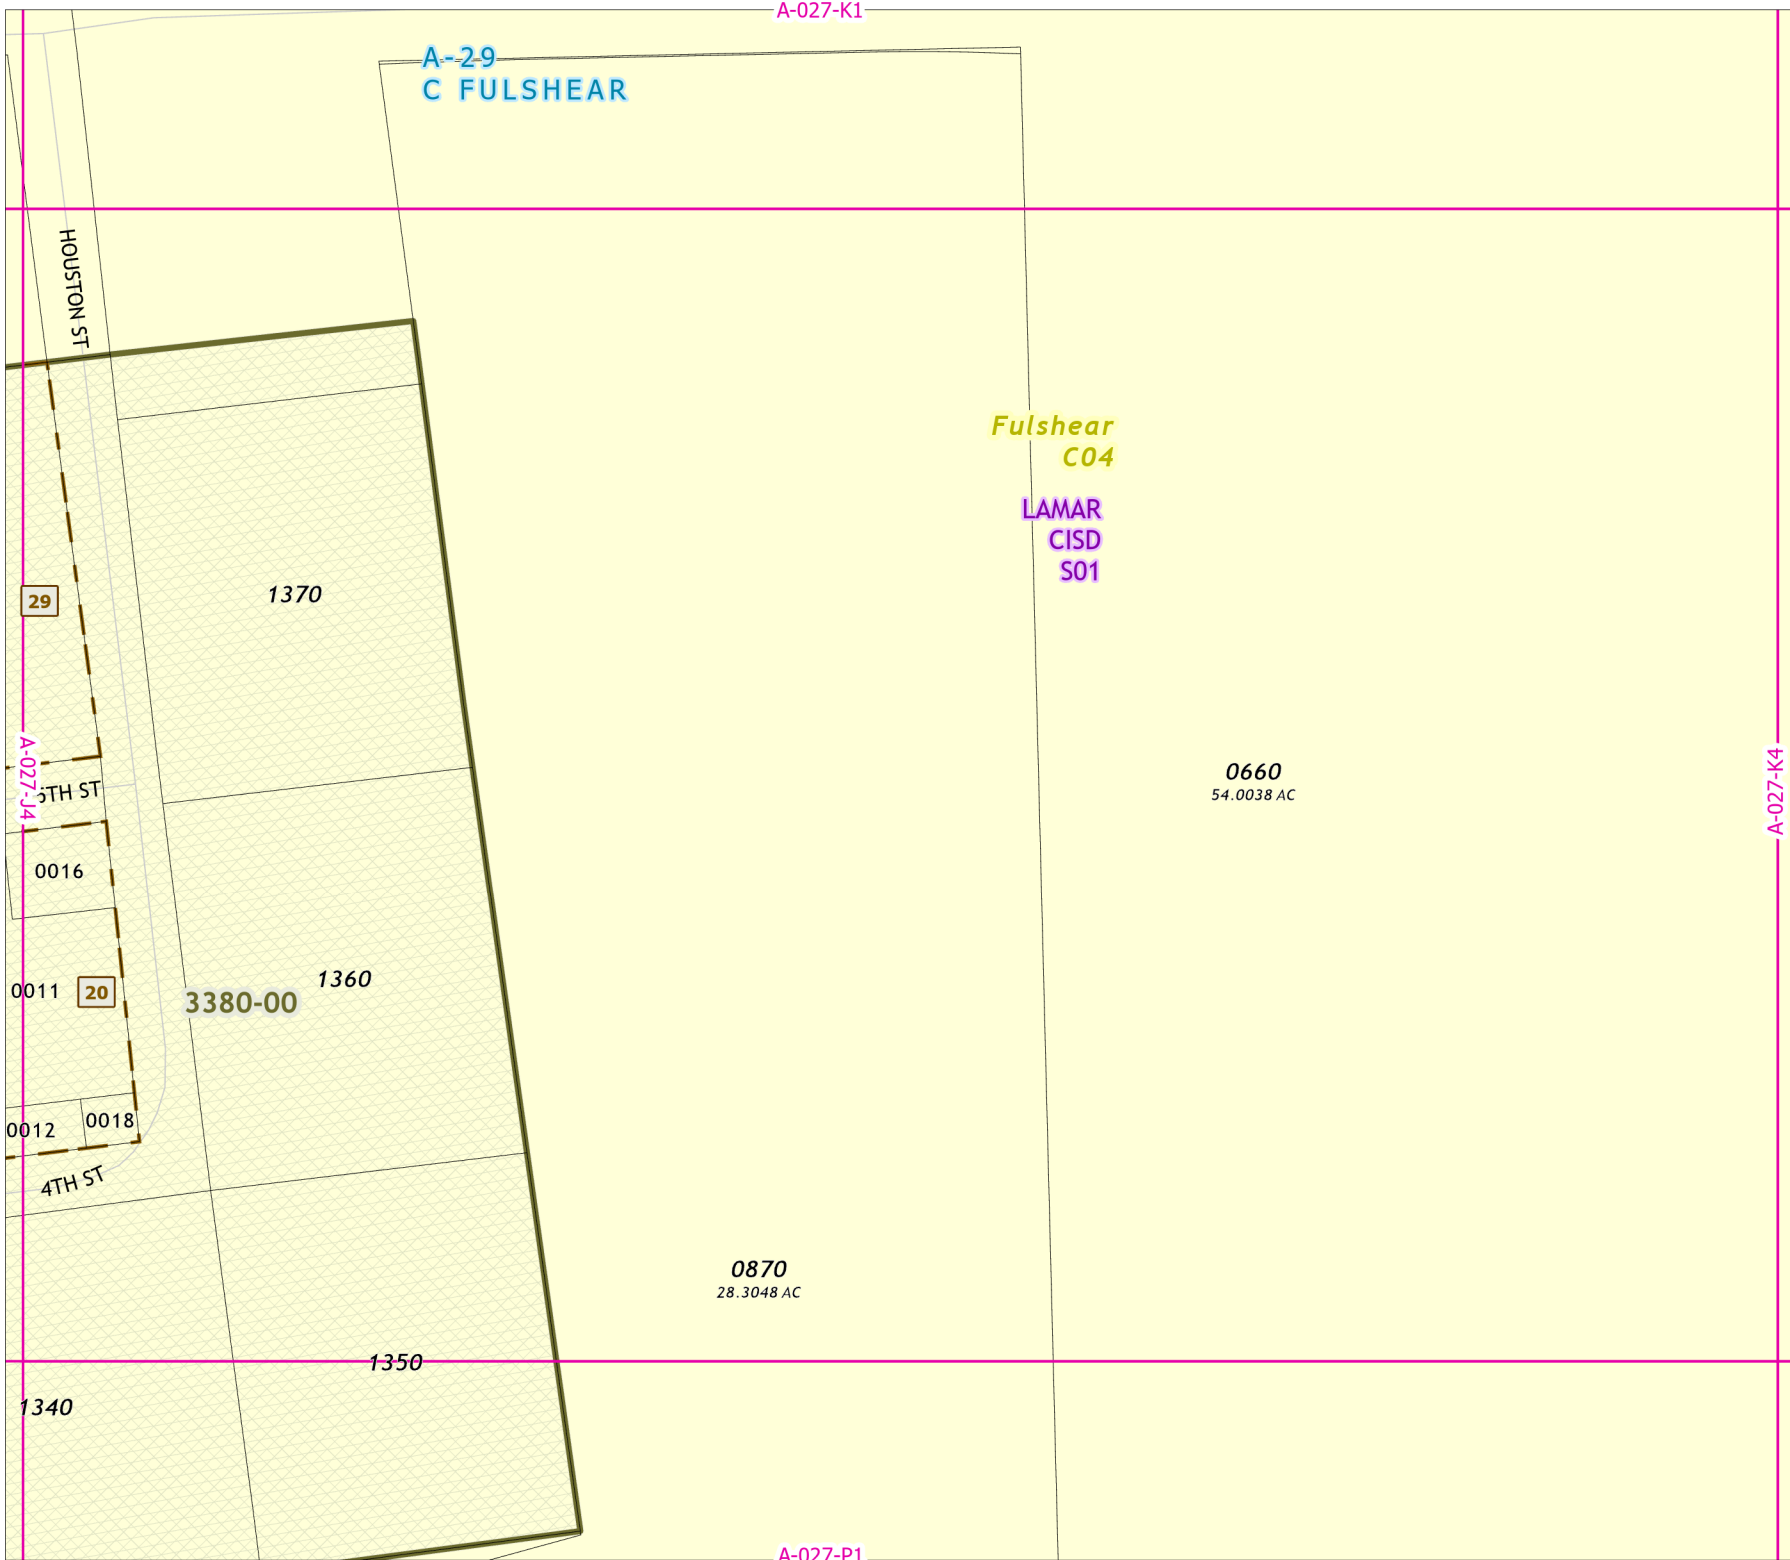 A-027-K1
A-29
C FULSHEAR
HOUSTON ST
Fulshear
C04
LAMAR
CISD
S01
1370
29
A-027-J4
5TH ST
0660
54.0038 AC
A-027-K4
0016
0011
20
1360
3380-00
0012
0018
4TH ST
0870
28.3048 AC
1350
1340
A-027-P1